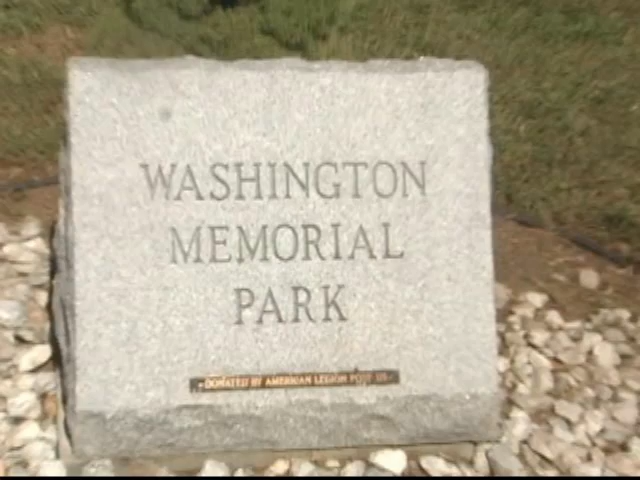 WASHINGTON
MEMORIAL
PARK
DONATED BY AMERICAN LEGION POST